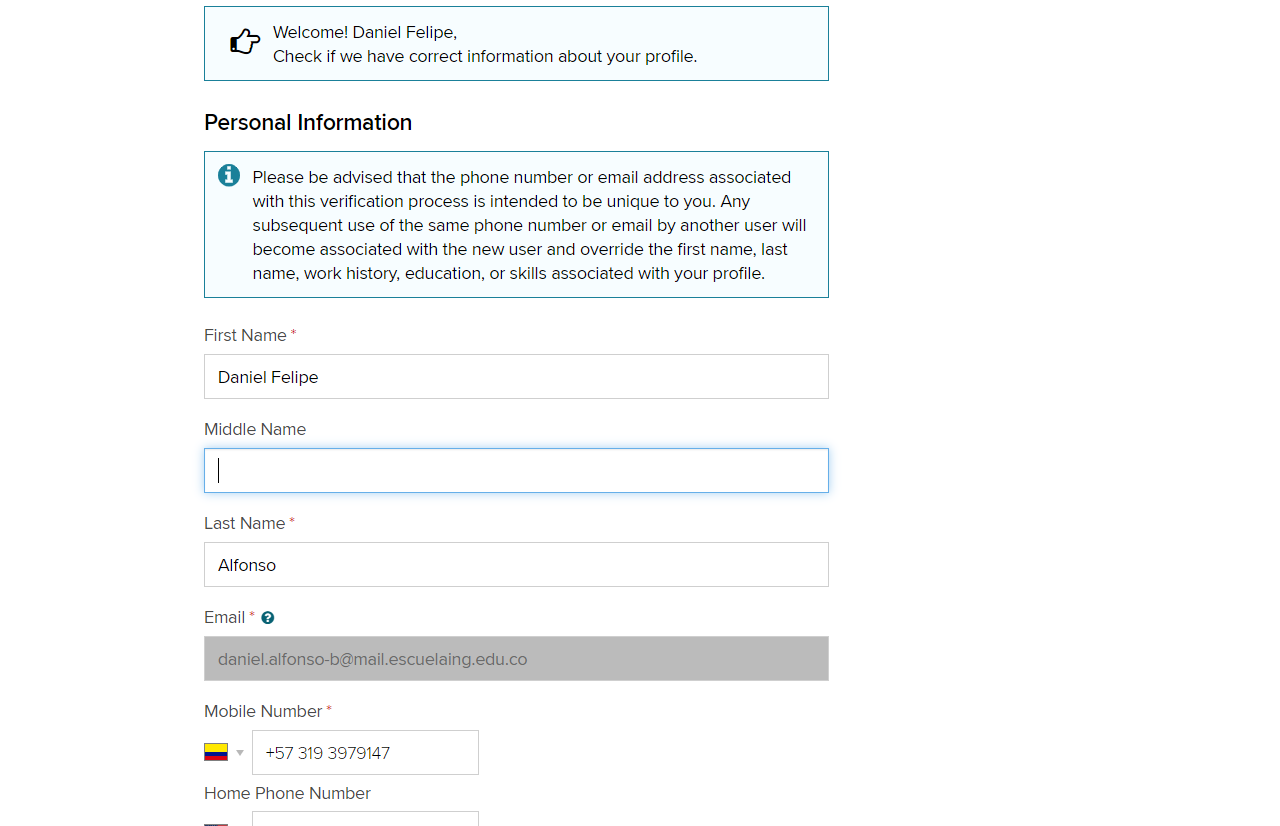 Welcome! Daniel Felipe,
Check if we have correct information about your profile.
Personal Information
Please be advised that the phone number or email address associated
with this verification process is intended to be unique to you. Any
subsequent use of the same phone number or email by another user will
become associated with the new user and override the first name, last
name, work history, education, or skills associated with your profile.
First Name *
Daniel Felipe
Middle Name
Last Name *
Alfonso
Email *
daniel.alfonso-b@mail.escuelaing.edu.co
Mobile Number *
+57 319 3979147
Home Phone Number